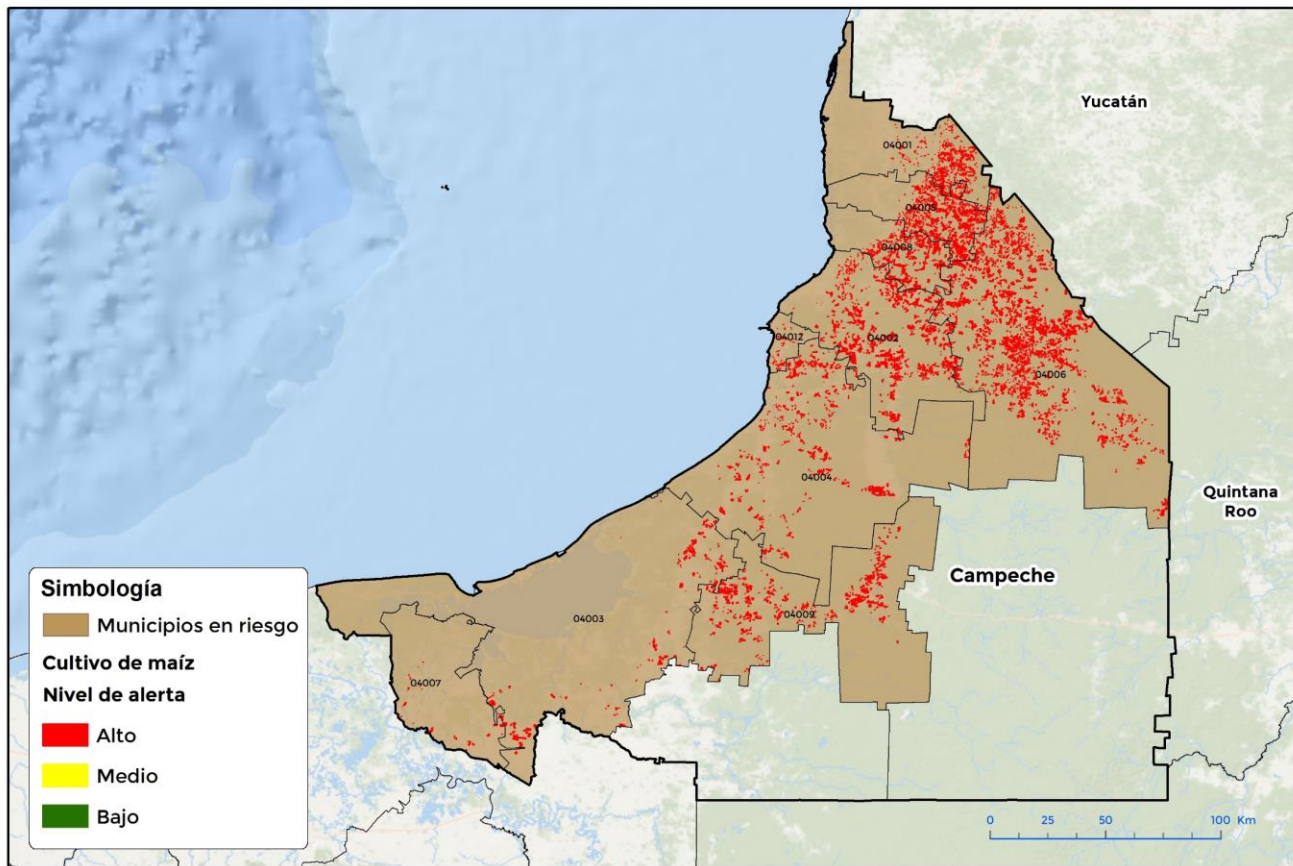 Yucatán
04001
04005
04008
04012
04002
04006
04004
Quintana
Roo
Campeche
04009
04003
04007
Simbología
Municipios en riesgo
Cultivo de maíz
Nivel de alerta
Alto
Medio
Bajo
0 25 50 100 Km